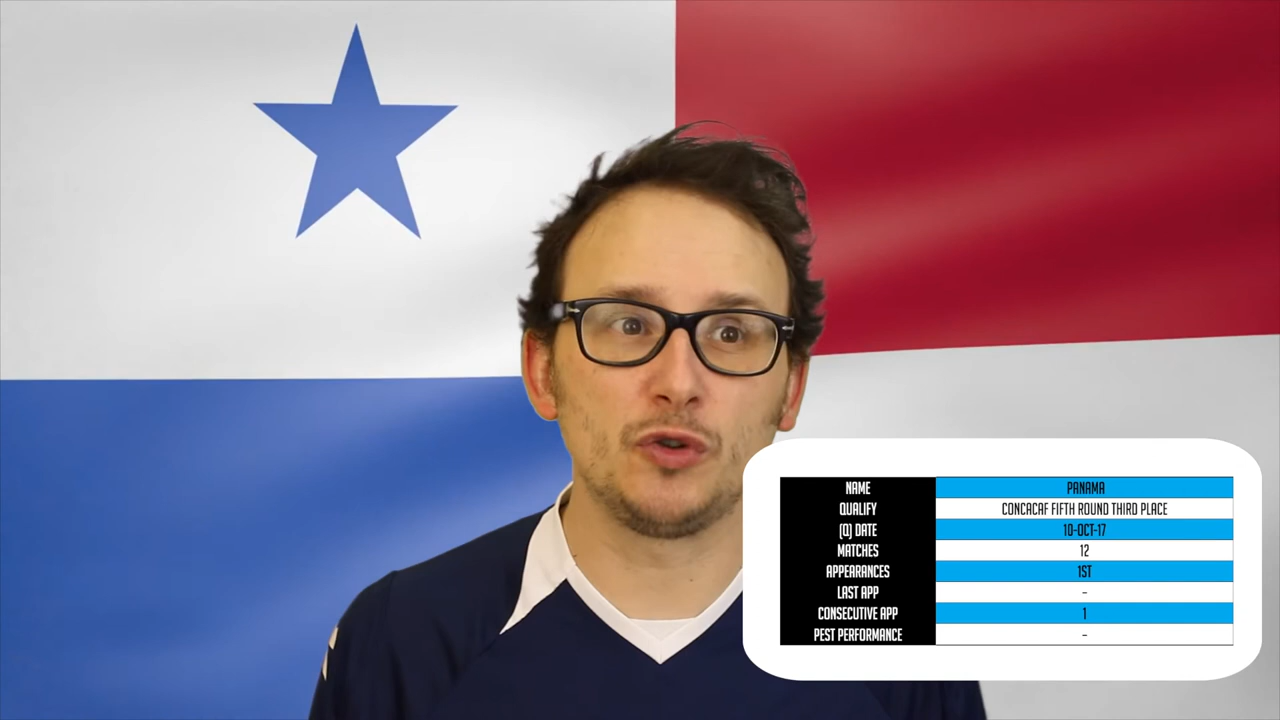 NAME PANAMA
QUALIFY CONCACAF FIFTH ROUND THIRD PLACE
(Q) DATE 10-OCT-17
MATCHES 12
APPEARANCES 1ST
LAST APP -
CONSECUTIVE APP 1
PEST PERFORMANCE -